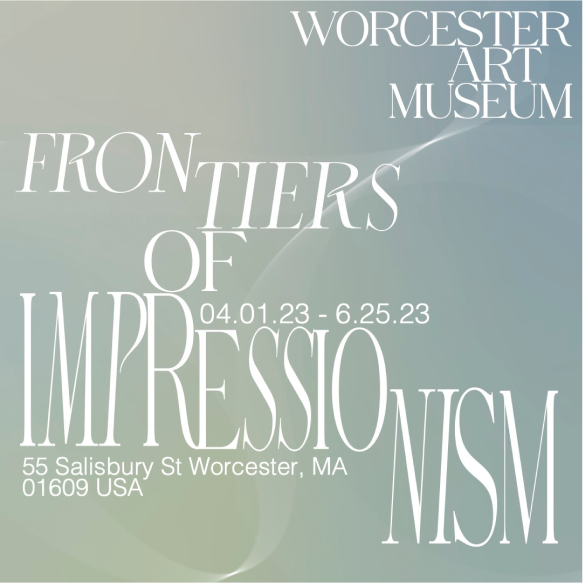 WORCESTER
ART
MUSEUM
FRONTIERS
OF
04.01.23 - 6.25.23
IMPRESSIONISM
55 Salisbury St Worcester, MA
01609 USA